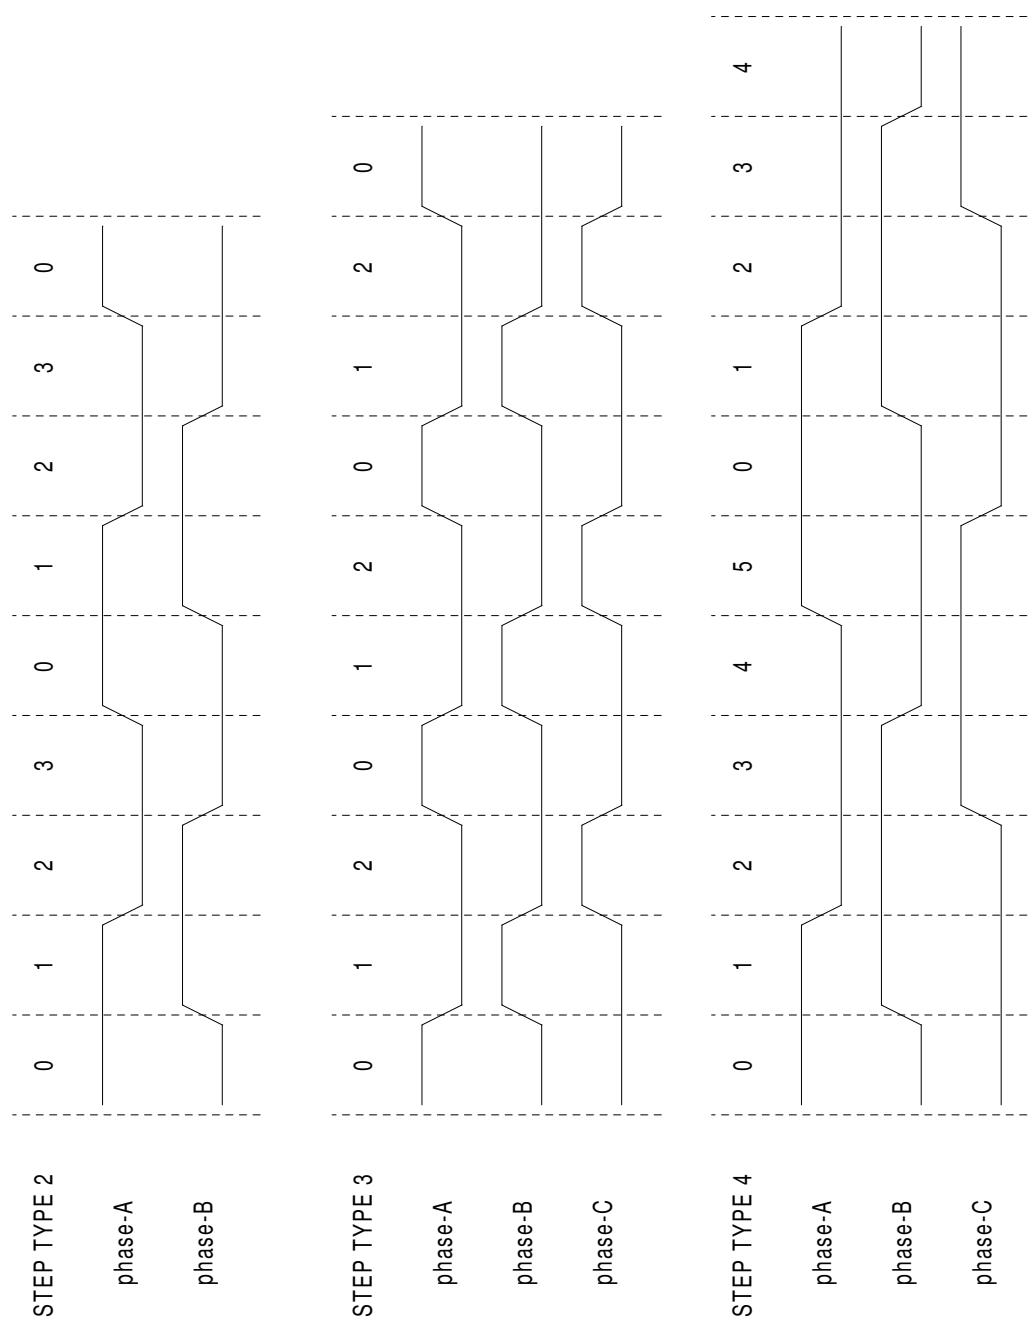 STEP TYPE 2 0 1 2 3 0 1 2 3 0
phase-A
phase-B
STEP TYPE 3 0 1 2 0 1 2 0 1 2 0
phase-A
phase-B
phase-C
STEP TYPE 4 0 1 2 3 4 5 0 1 2 3 4
phase-A
phase-B
phase-C